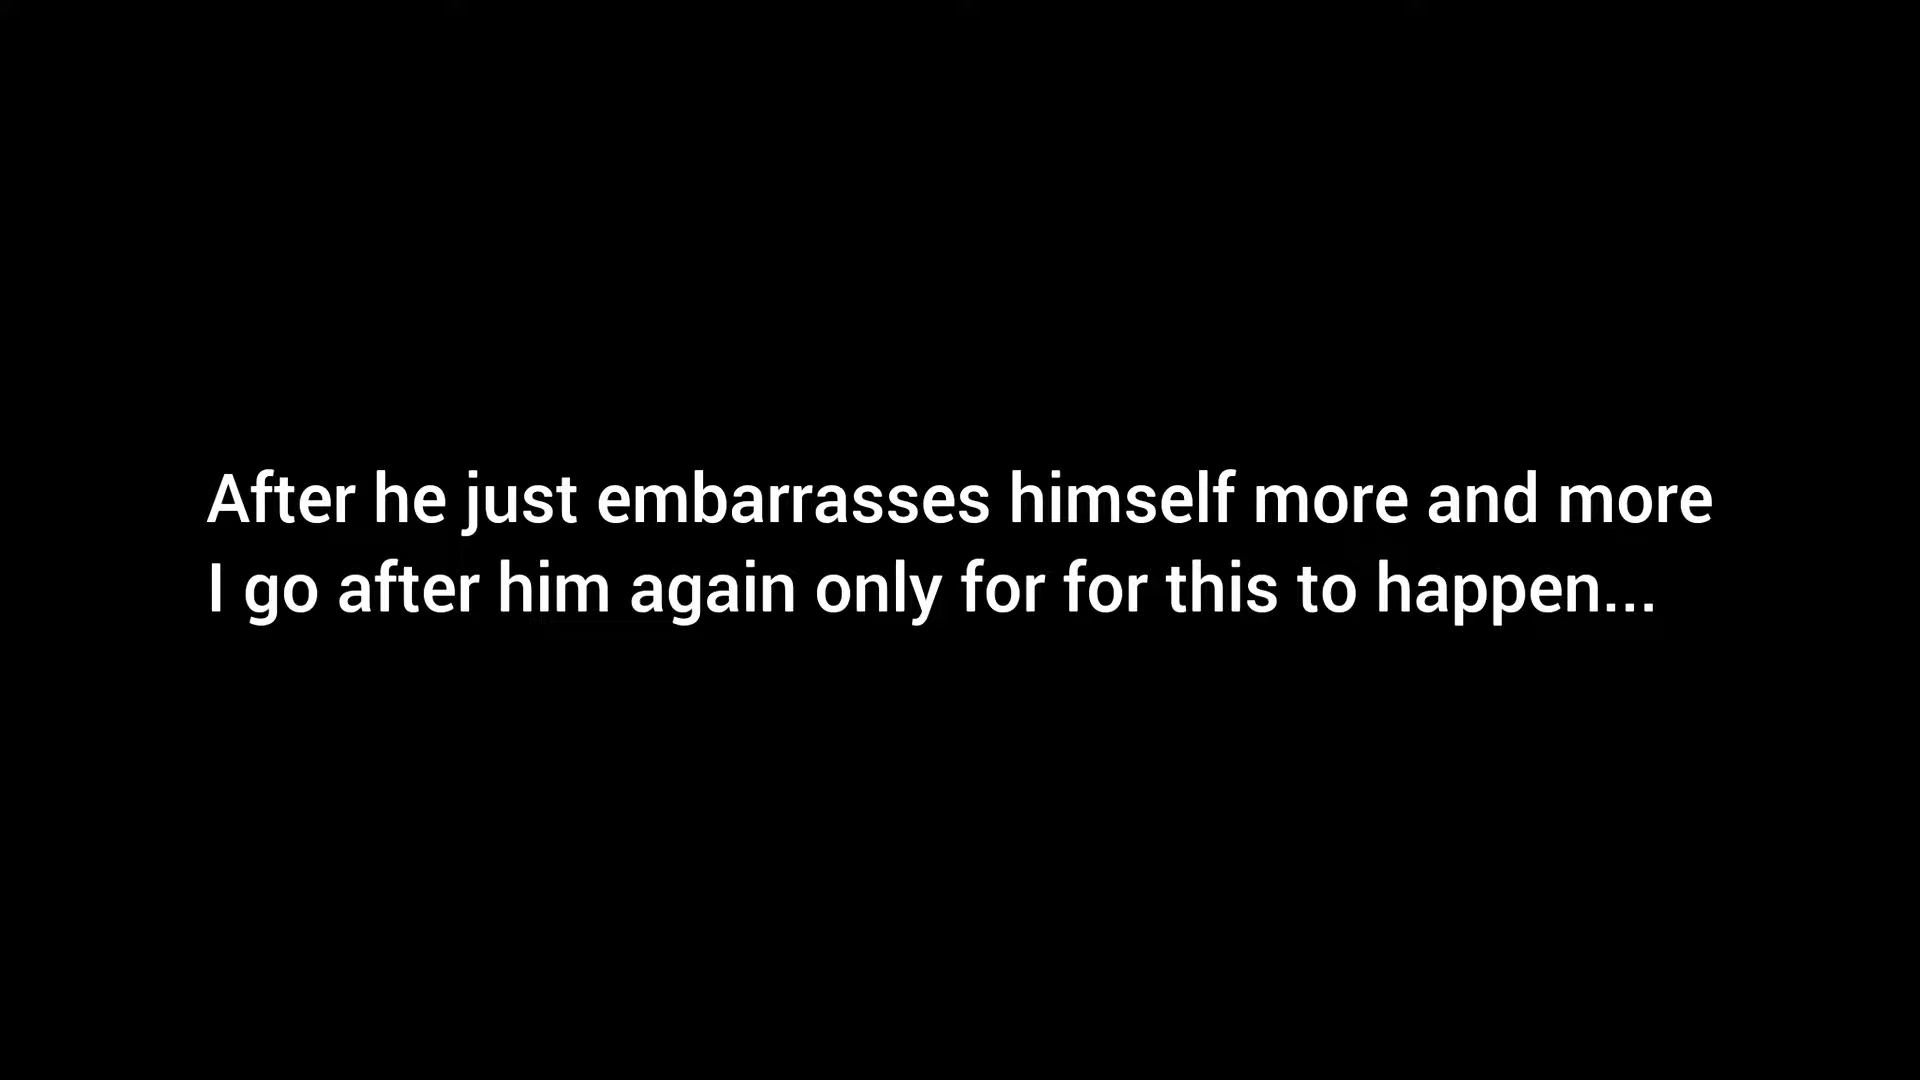 After he just embarrasses himself more and more
I go after him again only for for this to happen...